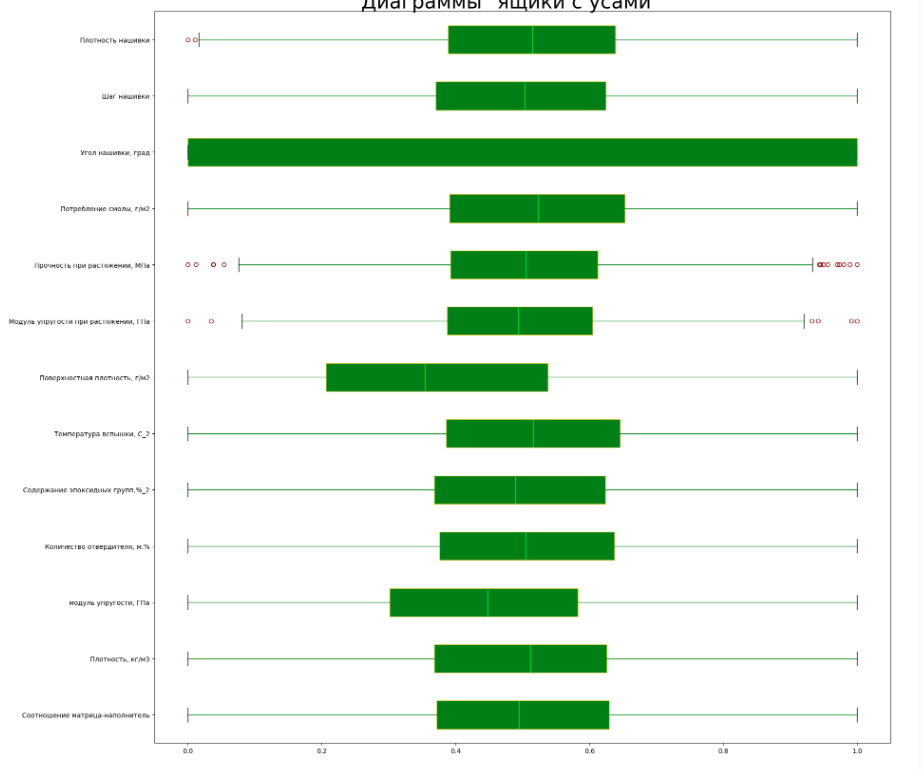 диаграммы "ящики с усами"
Плотность нашивки
Шаг нашивки
Угол нашивки, град
Потребление смолы, г/м2
Прочность при растяжении, МПа
Модуль упругости при растяжении, ГПа
Поверхностная плотность, г/м2
Температура вспышки, С_2
Содержание эпоксидных групп,%_2
Количество отвердителя, м.%
модуль упругости, ГПа
Плотность, кг/м3
Соотношение матрица-наполнитель
0.0 0.2 0.4 0.6 0.8 1.0